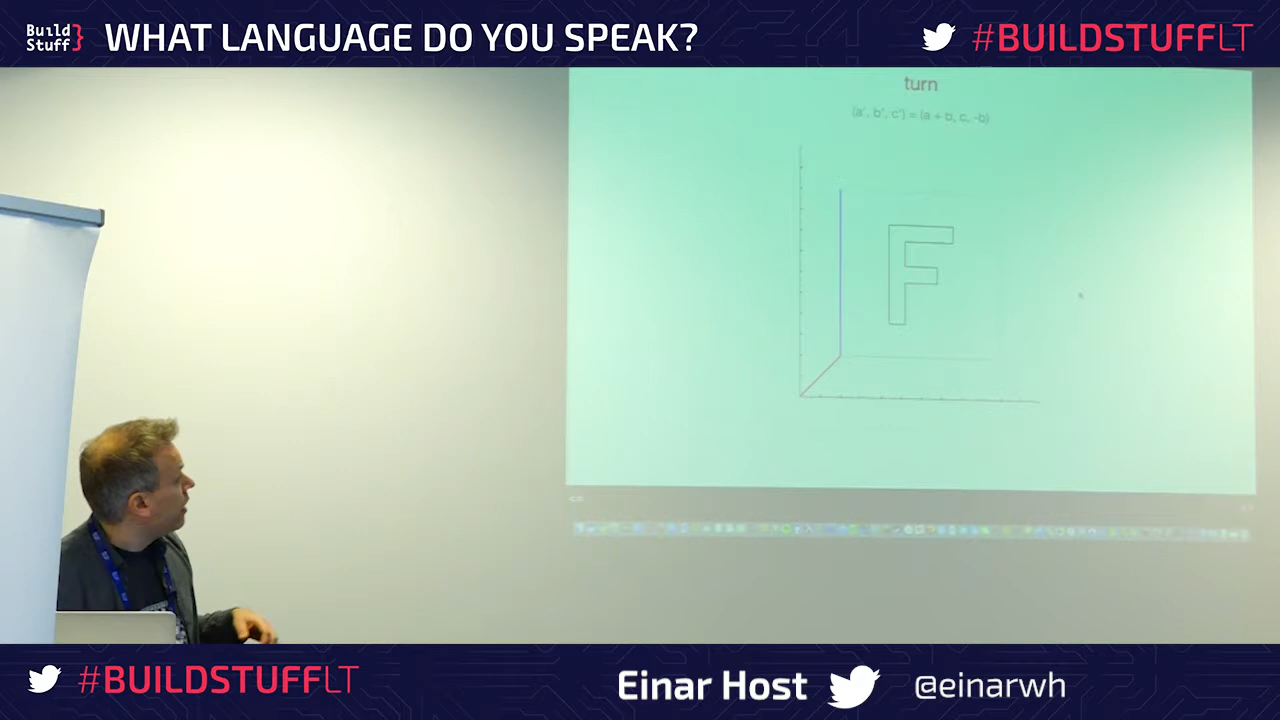 Build
Stuff}
WHAT LANGUAGE DO YOU SPEAK?
#BUILDSTUFFLT
turn
(a', b', c') = (a + b, c, -b)
F
#BUILDSTUFFLT
Einar Host
@einarwh